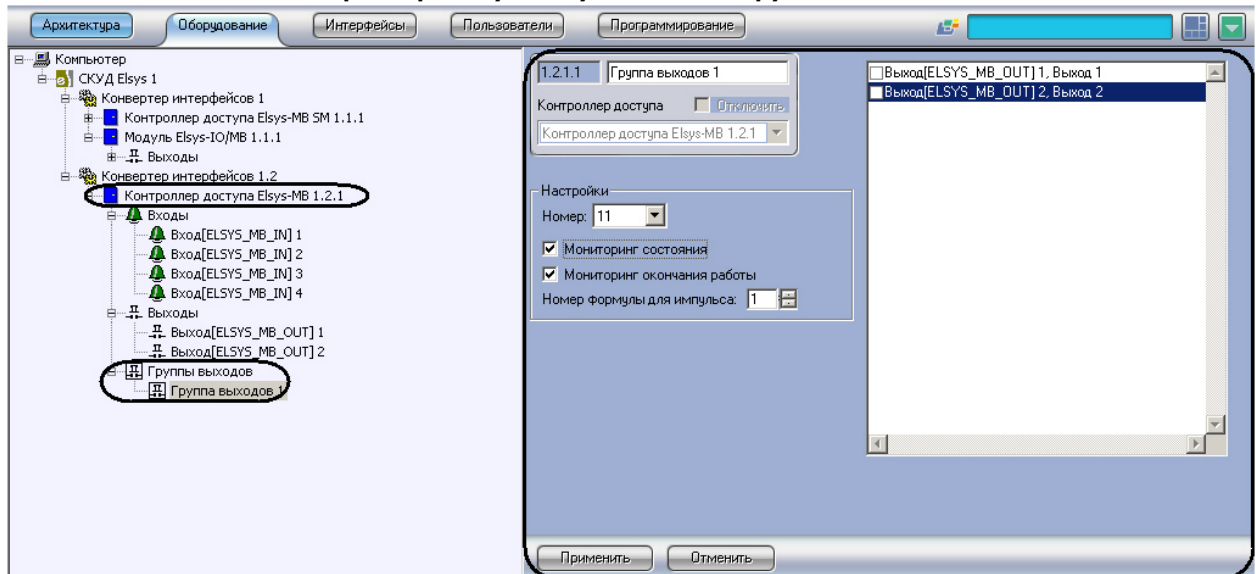 Архитектура Оборудование Интерфейсы Пользователи Программирование
Компьютер
СКУД Elsys 1
Конвертер интерфейсов 1
Контроллер доступа Elsys-MB SM 1.1.1
Модуль Elsys-IO/MB 1.1.1
Выходы
Конвертер интерфейсов 1.2
Контроллер доступа Elsys-MB 1.2.1
Входы
Вход[ELSYS_MB_IN] 1
Вход[ELSYS_MB_IN] 2
Вход[ELSYS_MB_IN] 3
Вход[ELSYS_MB_IN] 4
Выходы
Выход[ELSYS_MB_OUT] 1
Выход[ELSYS_MB_OUT] 2
Группы выходов
Группа выходов 1
1.2.1.1 Группа выходов 1
Контроллер доступа Отключить
Контроллер доступа Elsys-MB 1.2.1
Настройки
Номер: 11
Мониторинг состояния
Мониторинг окончания работы
Номер формулы для импульса: 1
Выход[ELSYS_MB_OUT] 1, Выход 1
Выход[ELSYS_MB_OUT] 2, Выход 2
Применить Отменить